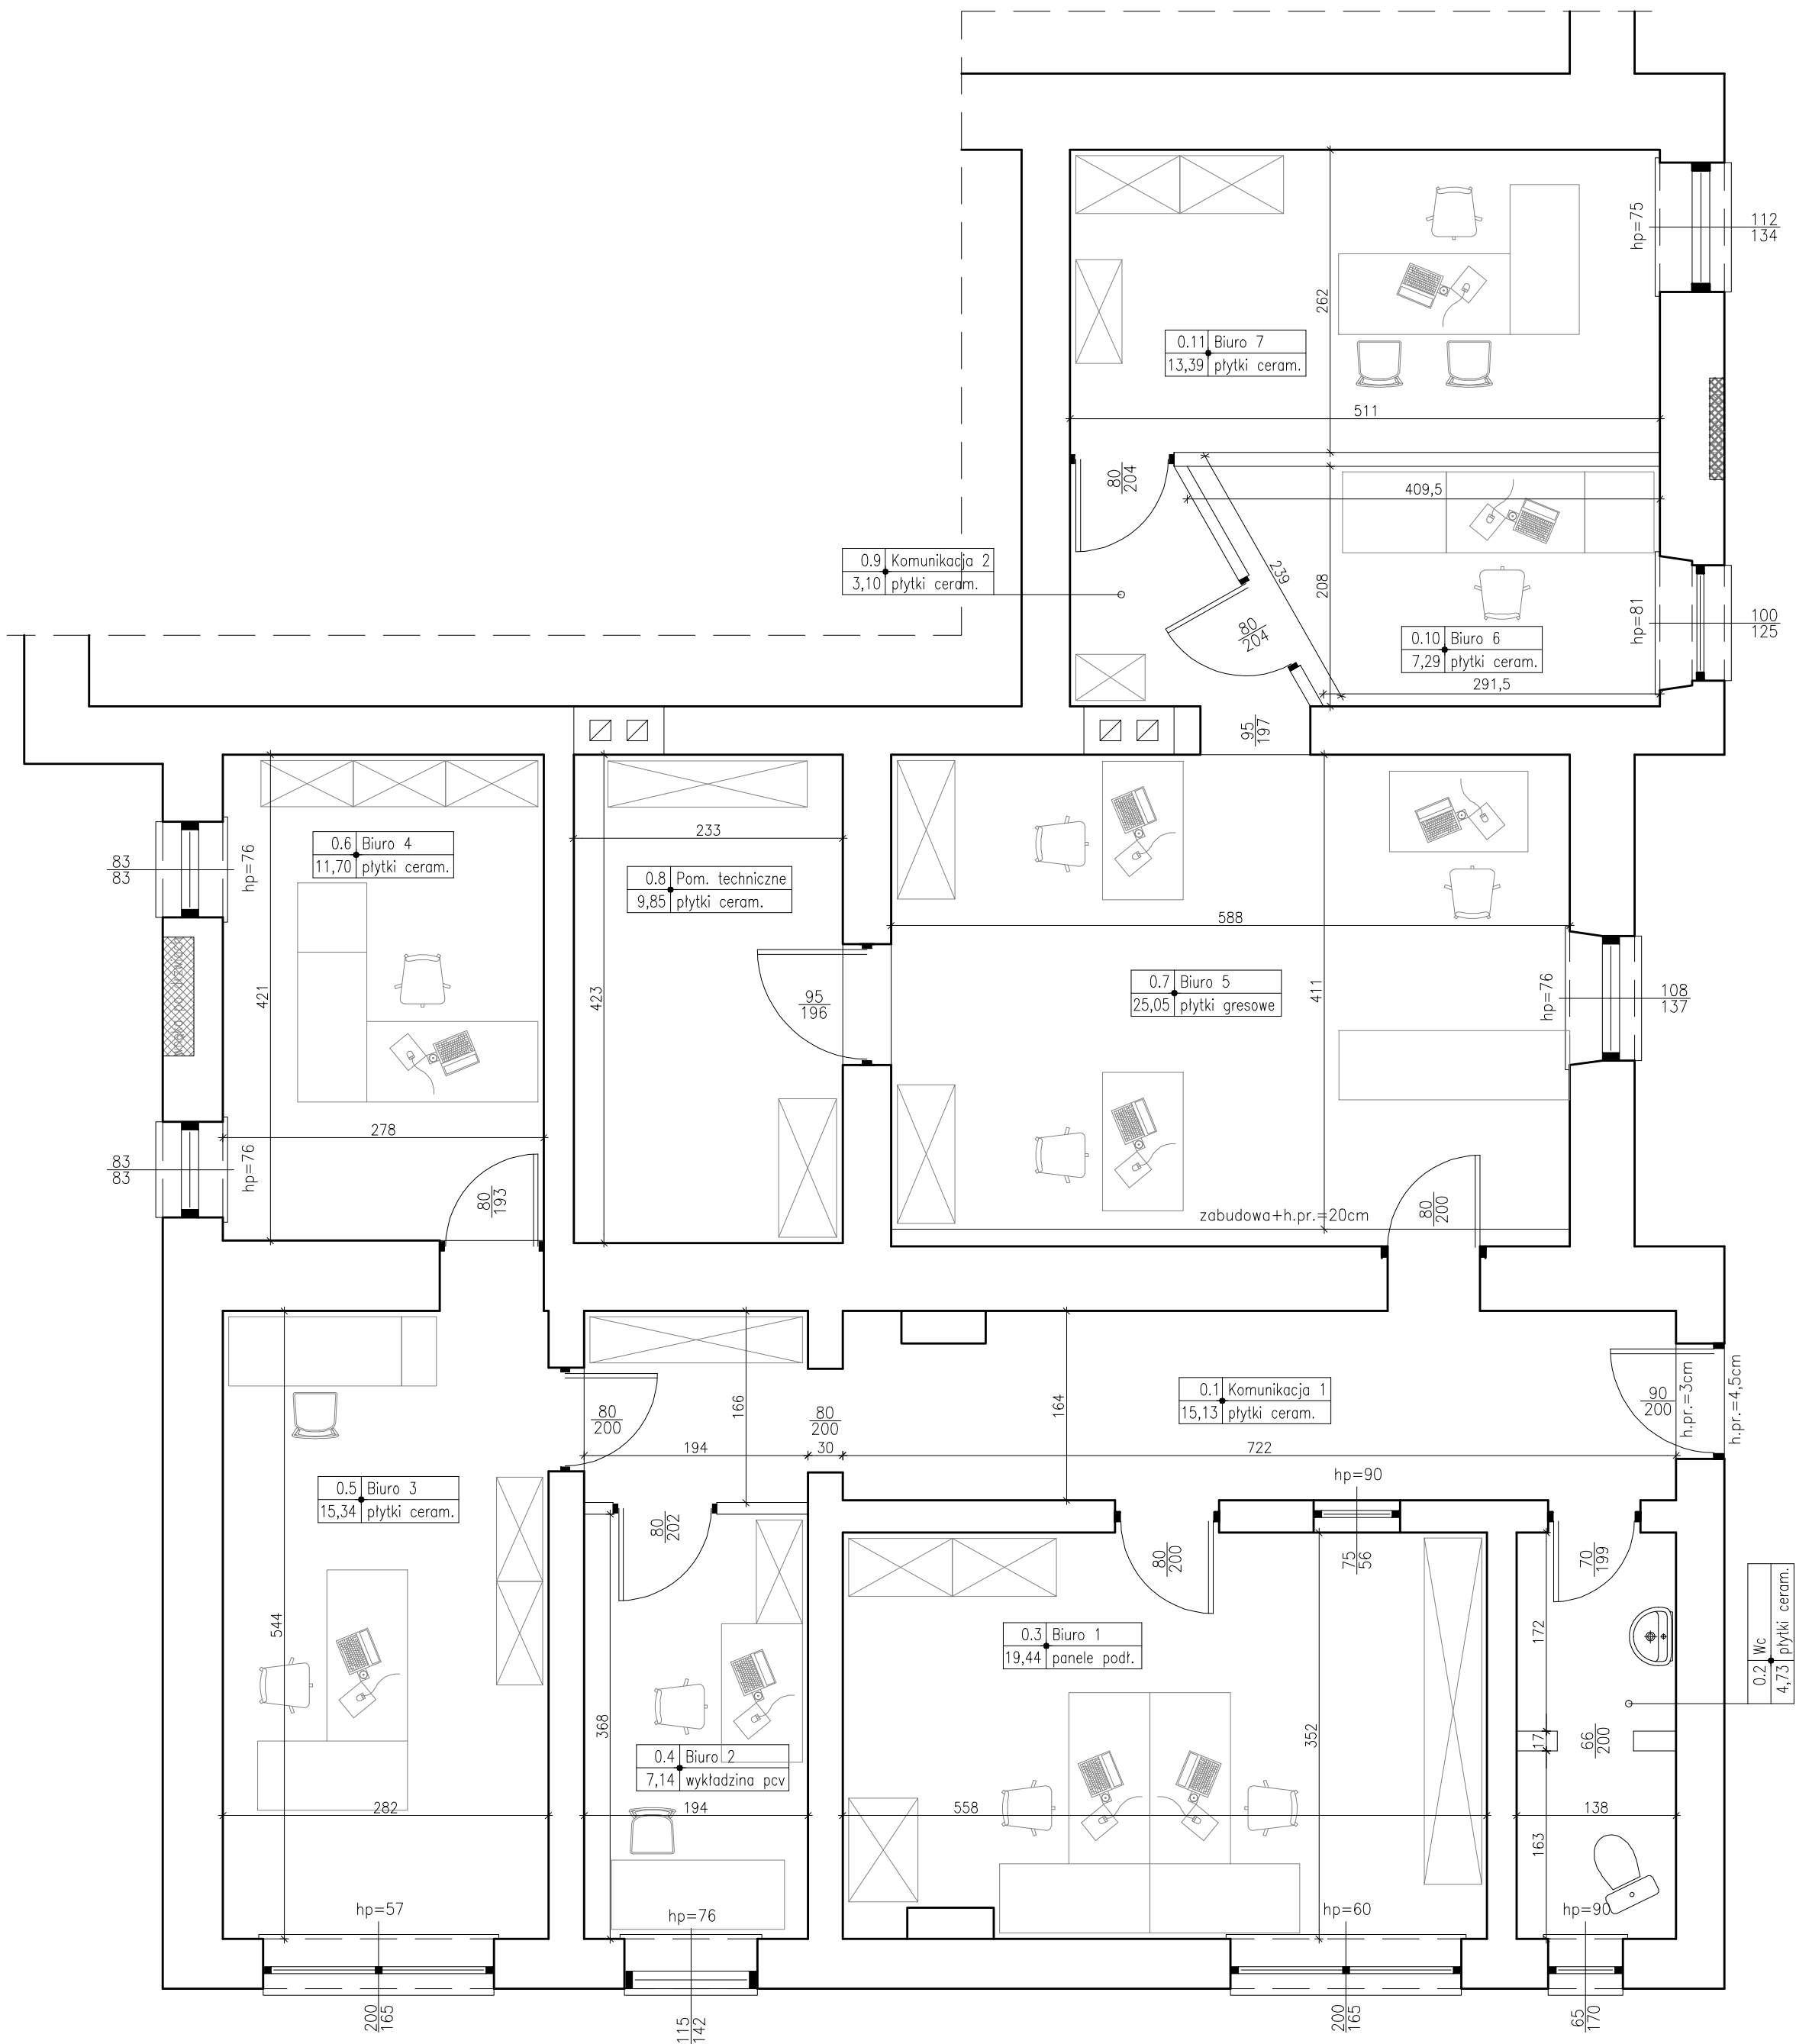 112
134
hp=75
262
0.11 Biuro 7
13,39 płytki ceram.
511
80
204
409,5
0.9 Komunikacja 2
3,10 płytki ceram.
239
208
hp=81
100
125
80
204
0.10 Biuro 6
7,29 płytki ceram.
291,5
95
197
83
83
hp=76
0.6 Biuro 4
11,70 płytki ceram.
233
0.8 Pom. techniczne
9,85 płytki ceram.
588
0.7 Biuro 5
25,05 płytki gresowe
hp=76
108
137
421
423
95
196
411
278
83
83
hp=76
80
193
zabudowa+h.pr.=20cm
80
200
0.1 Komunikacja 1
15,13 płytki ceram.
90
200
h.pr.=3cm
h.pr.=4,5cm
80
200
166
80
200
164
194
30
722
hp=90
0.5 Biuro 3
15,34 płytki ceram.
80
202
80
200
75
56
70
199
0.2 Wc
4,73 płytki ceram.
544
172
0.3 Biuro 1
19,44 panele podł.
368
352
17
66
200
0.4 Biuro 2
7,14 wykładzina pcv
282
194
558
138
163
hp=57
hp=76
hp=60
hp=90
200
165
115
142
200
165
65
170